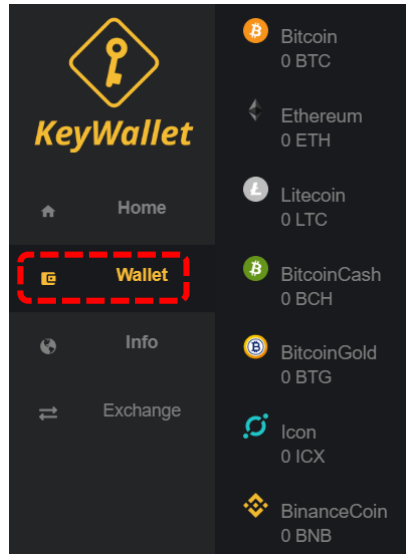 KeyWallet
Home
Wallet
Info
Exchange
Bitcoin
0 BTC
Ethereum
0 ETH
Litecoin
0 LTC
BitcoinCash
0 BCH
BitcoinGold
0 BTG
Icon
0 ICX
BinanceCoin
0 BNB